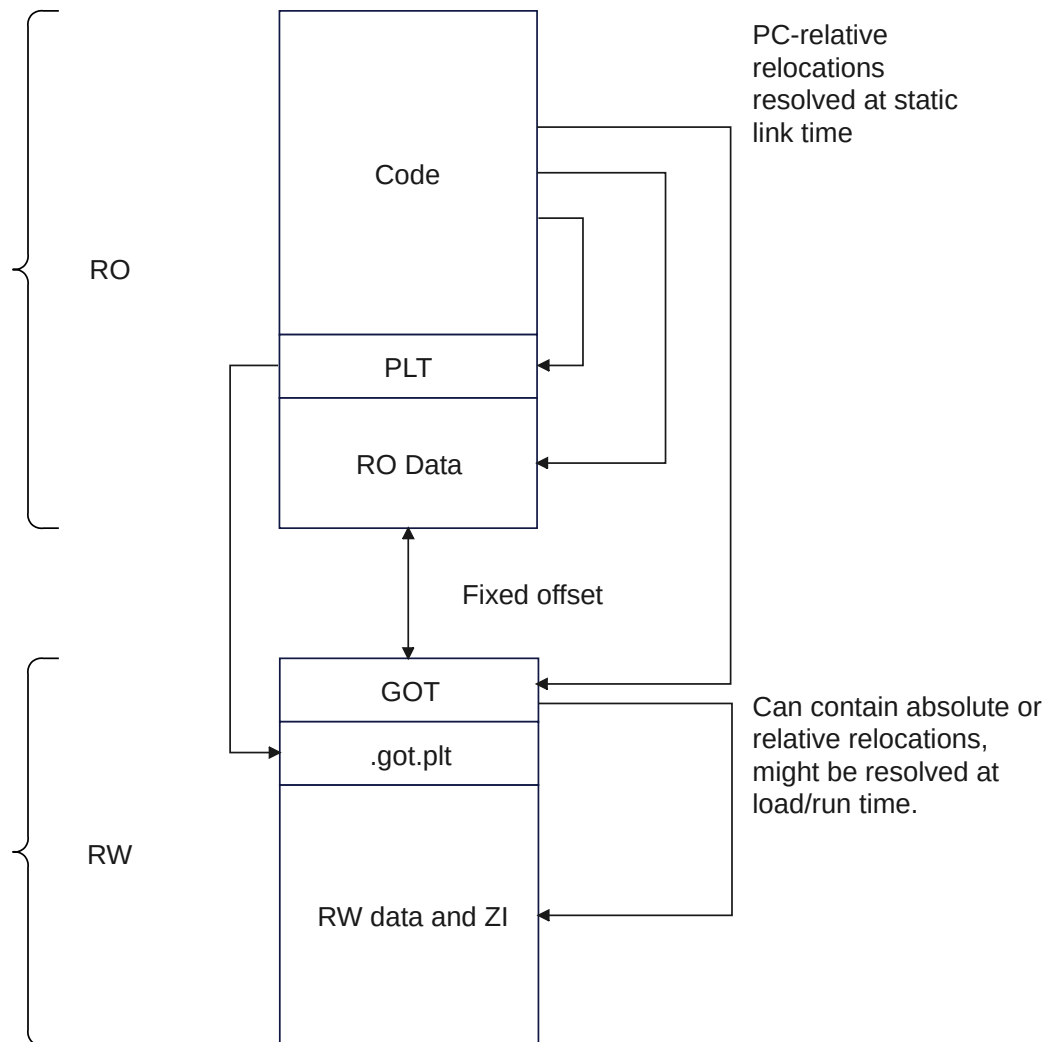 PC-relative
relocations
resolved at static
link time
Code
RO
PLT
RO Data
Fixed offset
GOT
Can contain absolute or
relative relocations,
might be resolved at
load/run time.
.got.plt
RW
RW data and ZI